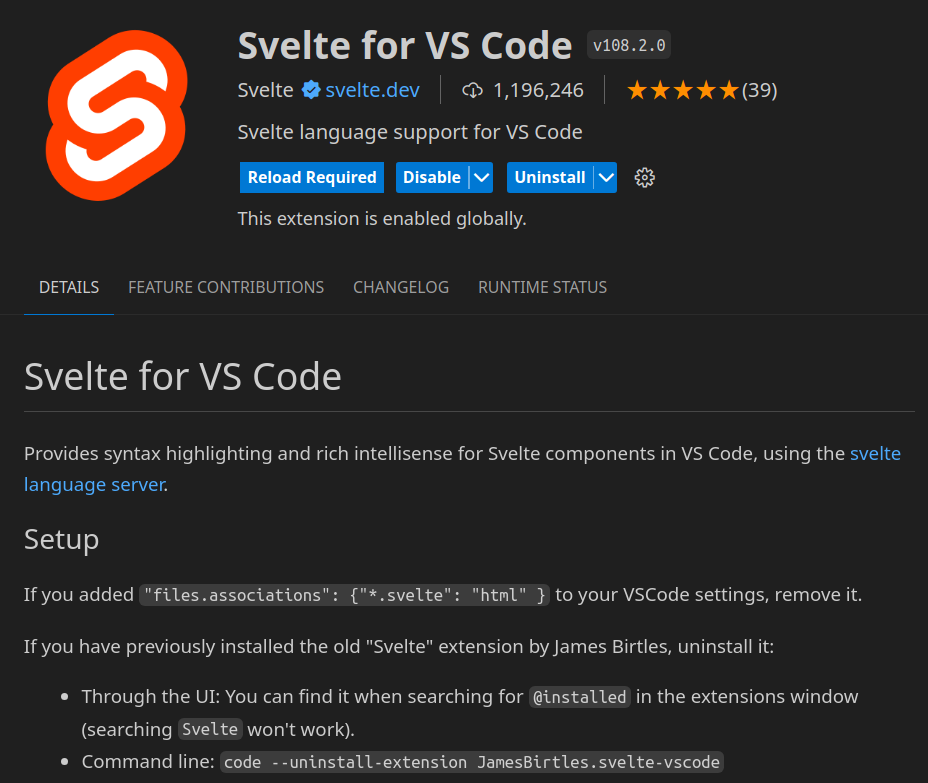 Svelte for VS Code v108.2.0
Svelte svelte.dev 1,196,246 (39)
Svelte language support for VS Code
Reload Required Disable Uninstall
This extension is enabled globally.
DETAILS FEATURE CONTRIBUTIONS CHANGELOG RUNTIME STATUS
Svelte for VS Code
Provides syntax highlighting and rich intellisense for Svelte components in VS Code, using the svelte
language server.
Setup
If you added "files.associations": {"*.svelte": "html" } to your VSCode settings, remove it.
If you have previously installed the old "Svelte" extension by James Birtles, uninstall it:
• Through the UI: You can find it when searching for @installed in the extensions window
(searching Svelte won't work).
• Command line: code --uninstall-extension JamesBirtles.svelte-vscode